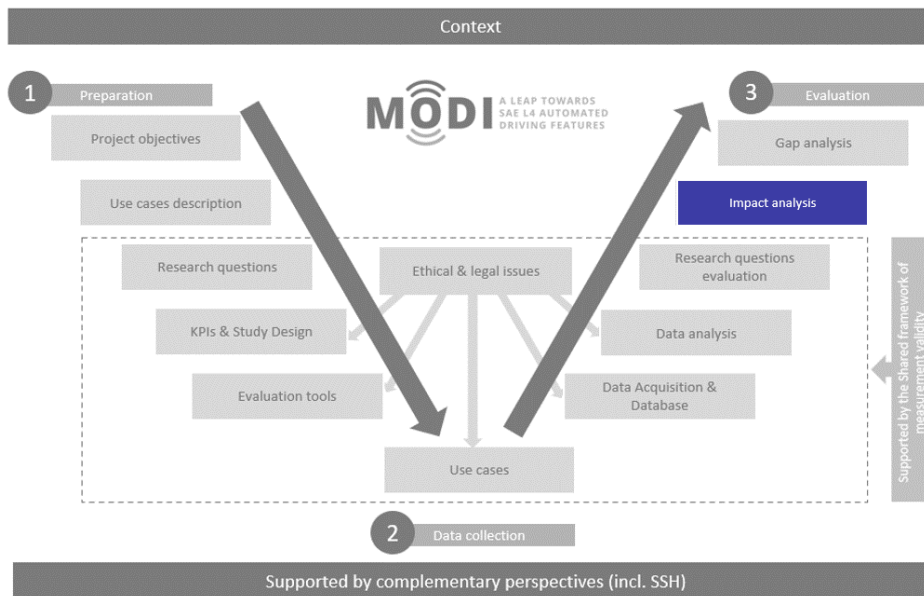 Context
1
Preparation
Project objectives
Use cases description
Research questions
KPIs & Study Design
Evaluation tools
MODI
A LEAP TOWARDS
SAE L4 AUTOMATED
DRIVING FEATURES
Ethical & legal issues
Use cases
2
Data collection
3
Evaluation
Gap analysis
Impact analysis
Research questions
evaluation
Data analysis
Data Acquisition &
Database
Supported by the Shared framework of
measurement validity
Supported by complementary perspectives (incl. SSH)